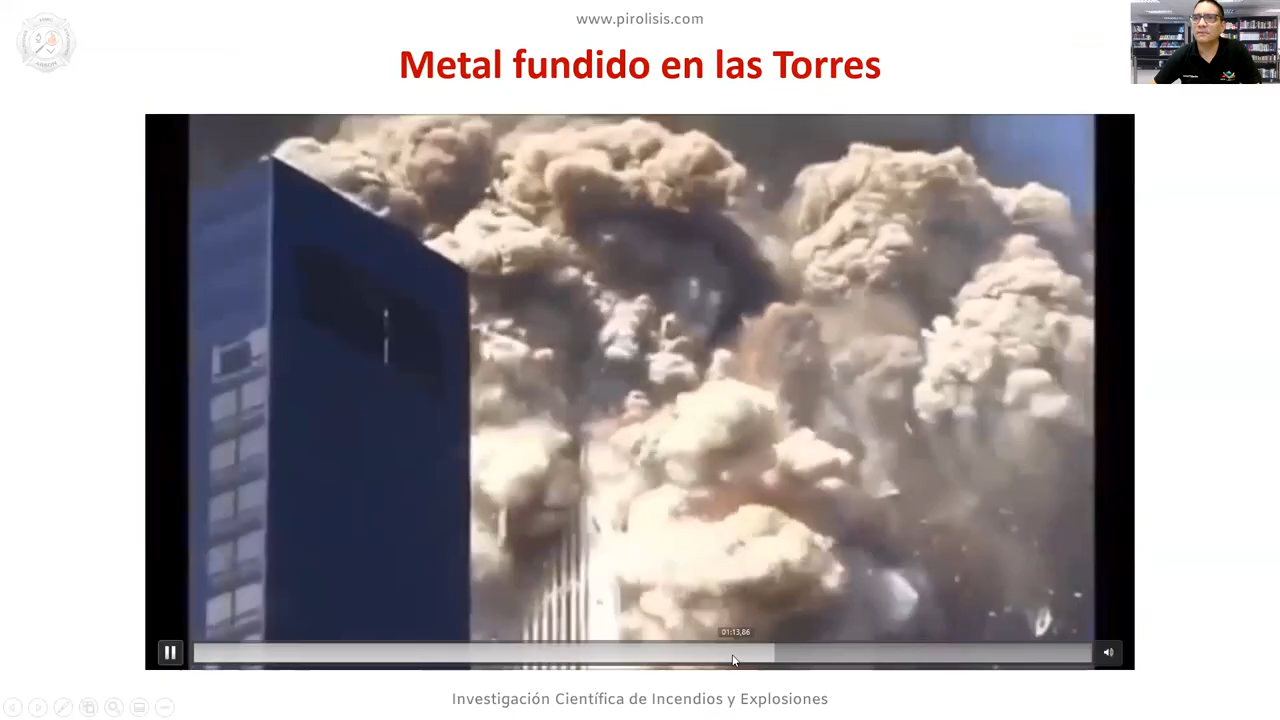 www.pirolisis.com
Metal fundido en las Torres
01:13,86
Investigación Científica de Incendios y Explosiones